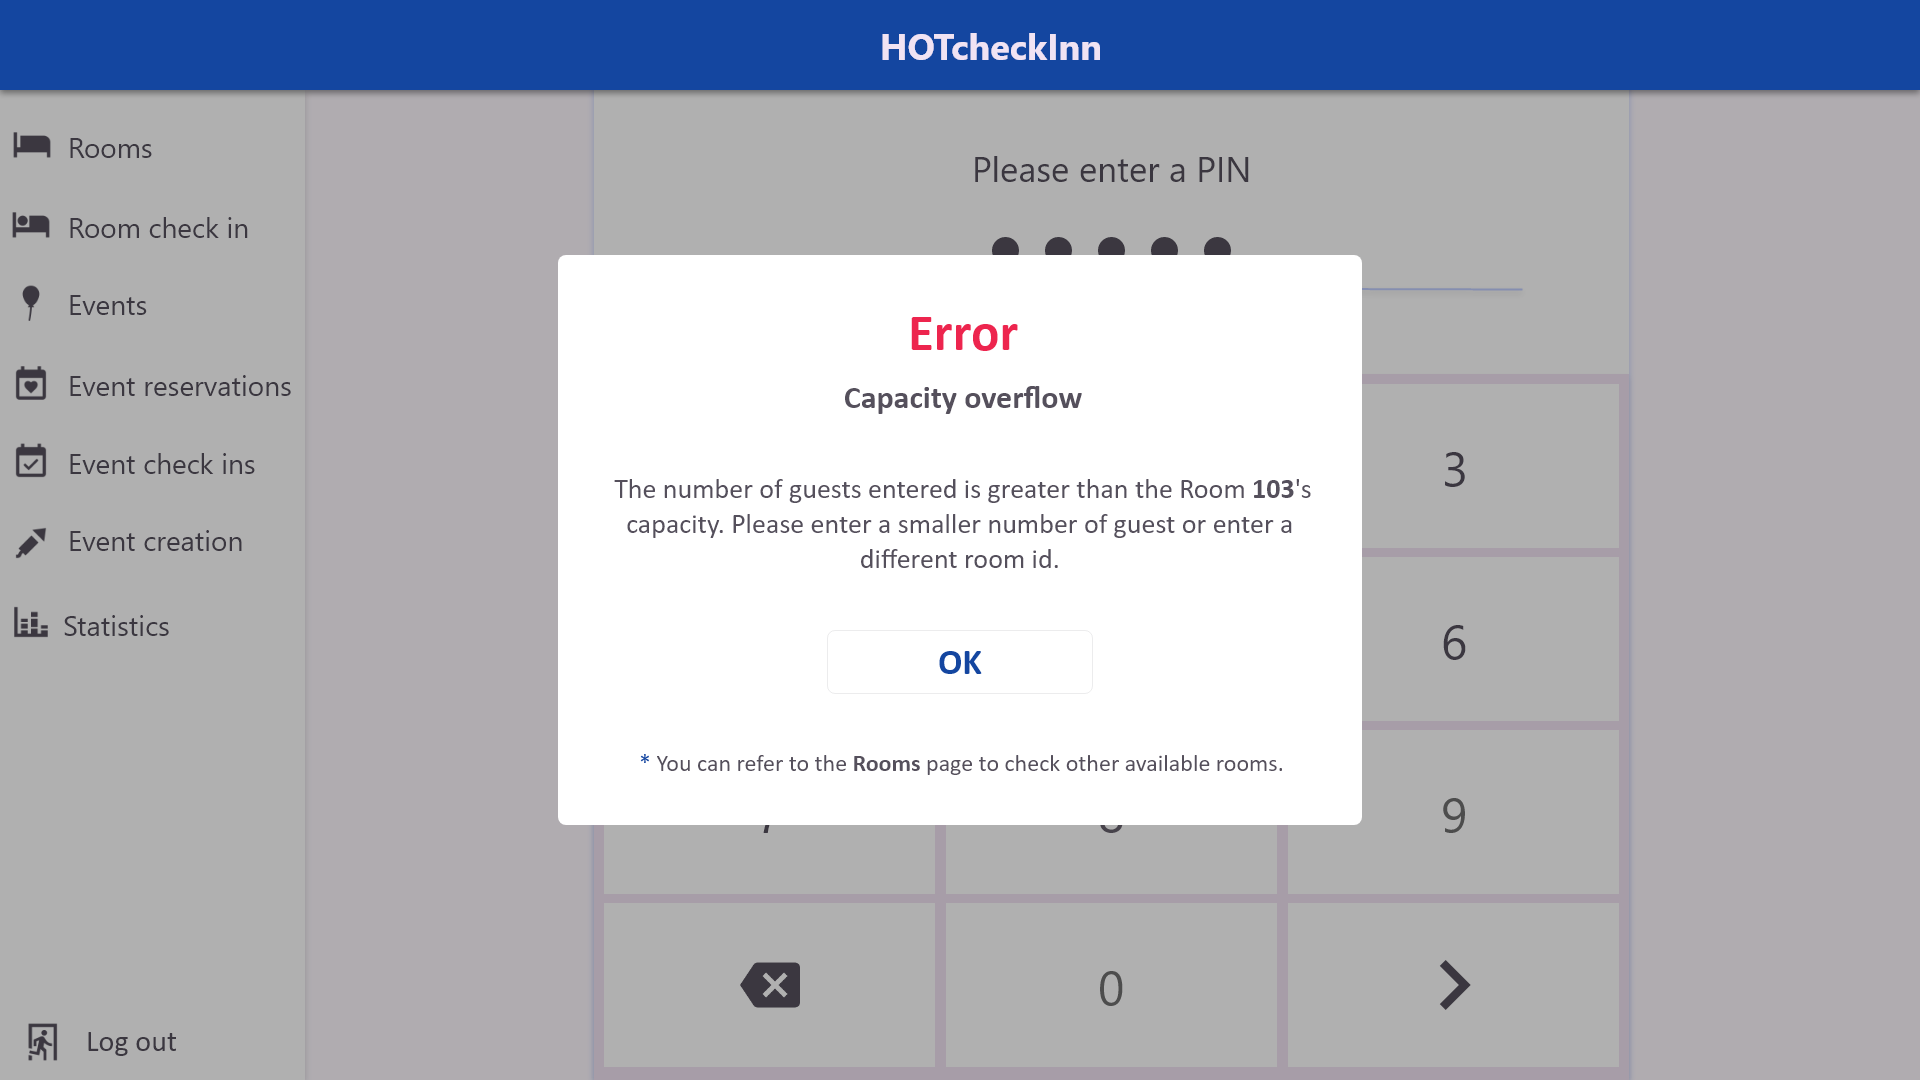 HOTcheckInn
Rooms
Room check in
Events
Event reservations
Event check ins
Event creation
Statistics
Log out
Please enter a PIN
Error
Capacity overflow
The number of guests entered is greater than the Room 103's
capacity. Please enter a smaller number of guest or enter a
different room id.
OK
* You can refer to the Rooms page to check other available rooms.
3
6
9
0